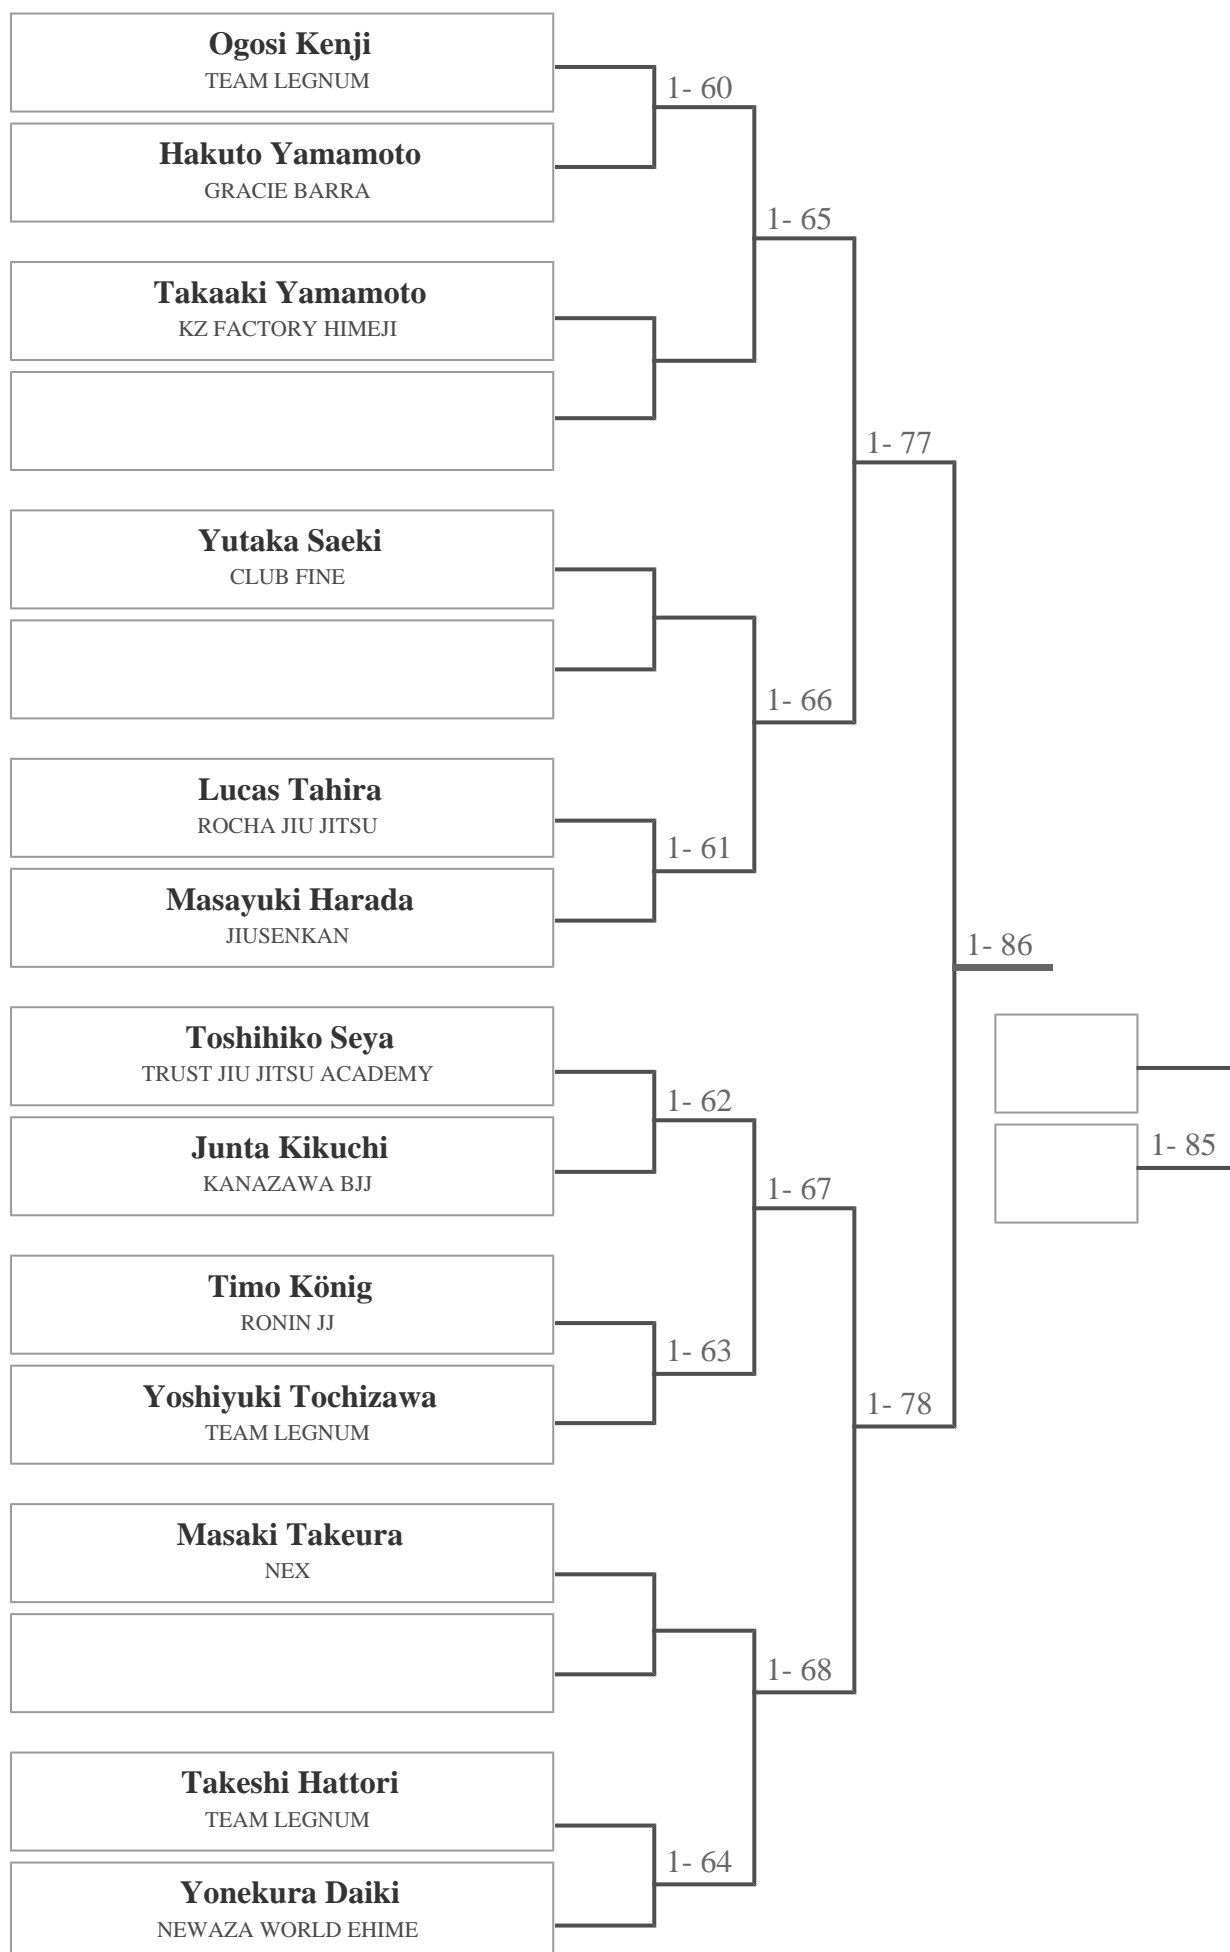 Ogosi Kenji
TEAM LEGNUM
1- 60
Hakuto Yamamoto
GRACIE BARRA
1- 65
Takaaki Yamamoto
KZ FACTORY HIMEJI
1- 77
Yutaka Saeki
CLUB FINE
1- 66
Lucas Tahira
ROCHA JIU JITSU
1- 61
Masayuki Harada
JIUSENKAN
1- 86
Toshihiko Seya
TRUST JIU JITSU ACADEMY
1- 62
Junta Kikuchi
KANAZAWA BJJ
1- 85
1- 67
Timo König
RONIN JJ
1- 63
Yoshiyuki Tochizawa
TEAM LEGNUM
1- 78
Masaki Takeura
NEX
1- 68
Takeshi Hattori
TEAM LEGNUM
1- 64
Yonekura Daiki
NEWAZA WORLD EHIME